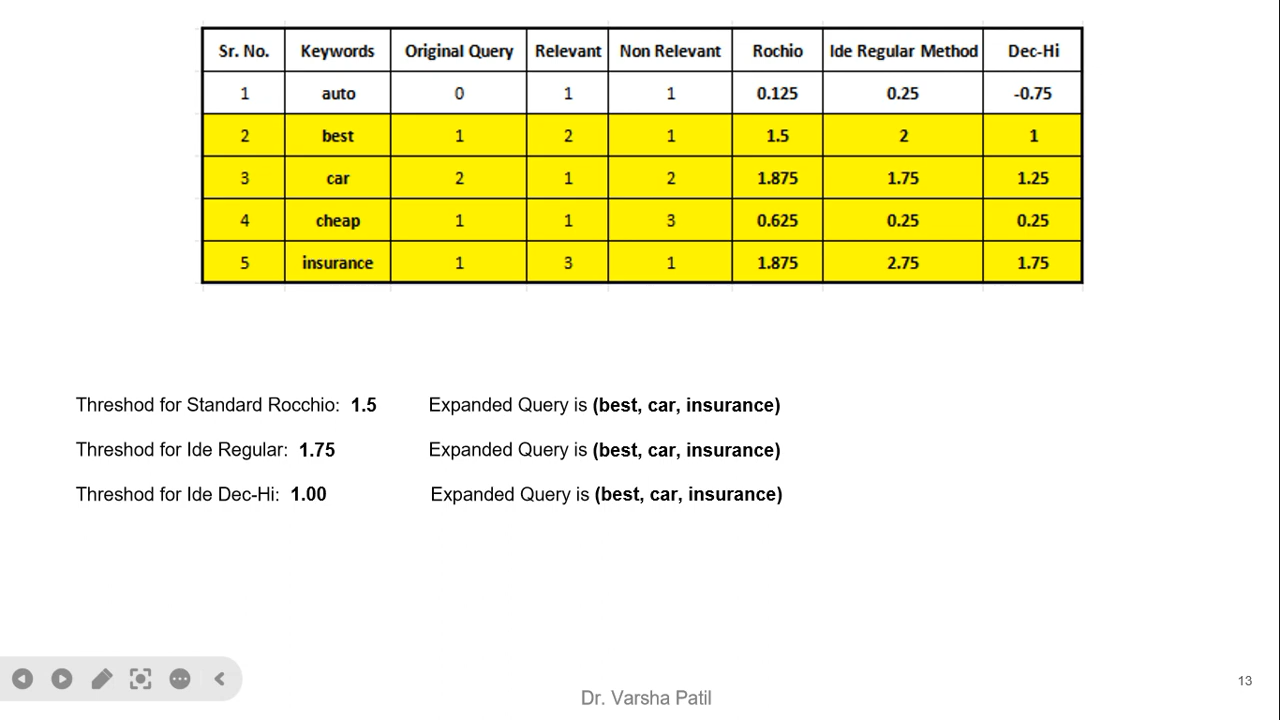 Sr. No. Keywords Original Query Relevant Non Relevant Rochio Ide Regular Method Dec-Hi
1 auto 0 1 1 0.125 0.25 -0.75
2 best 1 2 1 1.5 2 1
3 car 2 1 2 1.875 1.75 1.25
4 cheap 1 1 3 0.625 0.25 0.25
5 insurance 1 3 1 1.875 2.75 1.75
Threshod for Standard Rocchio: 1.5 Expanded Query is (best, car, insurance)
Threshod for Ide Regular: 1.75 Expanded Query is (best, car, insurance)
Threshod for Ide Dec-Hi: 1.00 Expanded Query is (best, car, insurance)
13
Dr. Varsha Patil